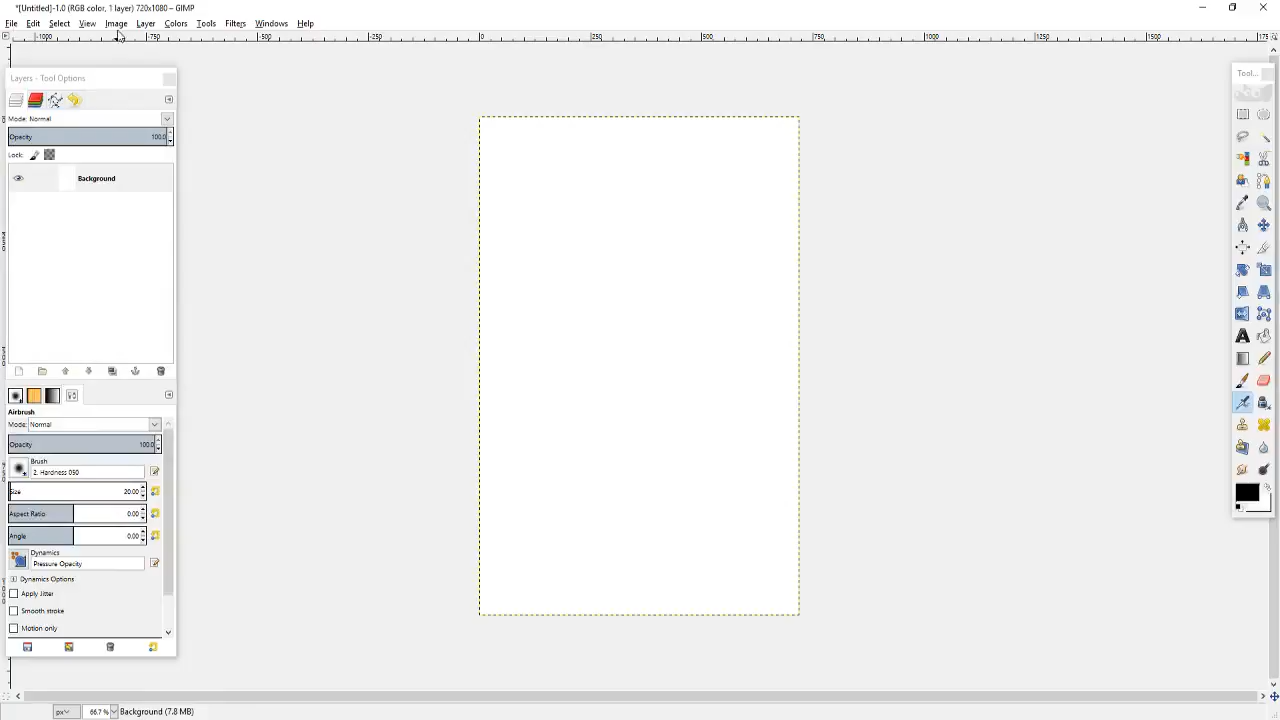 *[Untitled]-1.0 (RGB color, 1 layer) 720x1080 – GIMP
File Edit Select View Image Layer Colors Tools Filters Windows Help
-1000 -750 -500 -250 0 250 500 750 1000 1250 1500 175
Layers - Tool Options
Tool...
Mode: Normal
Opacity 100.0
Lock:
Background
Airbrush
Mode: Normal
Opacity 100.0
Brush
2. Hardness 050
Size 20.00
Aspect Ratio 0.00
Angle 0.00
Dynamics
Pressure Opacity
Dynamics Options
Apply Jitter
Smooth stroke
Motion only
px 66.7 % Background (7.8 MB)